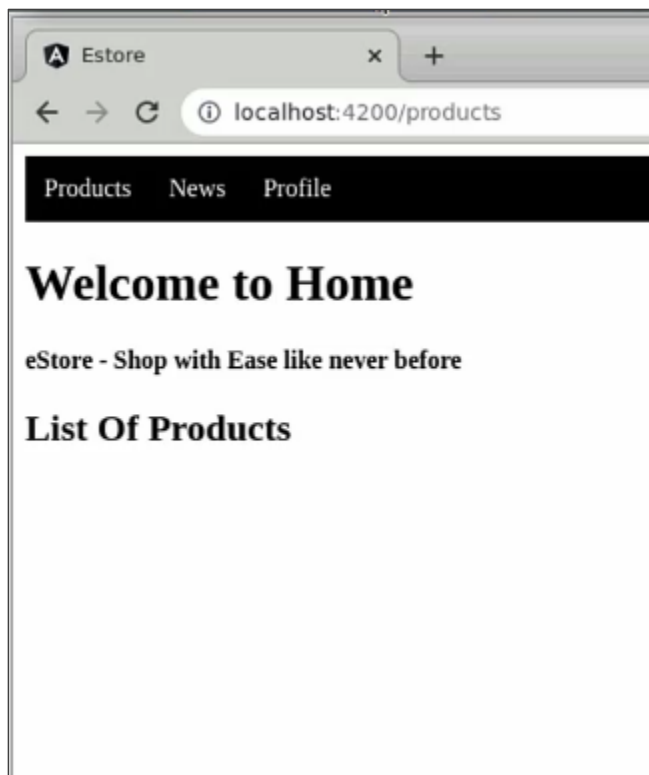 Estore
localhost:4200/products
Products News Profile
Welcome to Home
eStore - Shop with Ease like never before
List Of Products